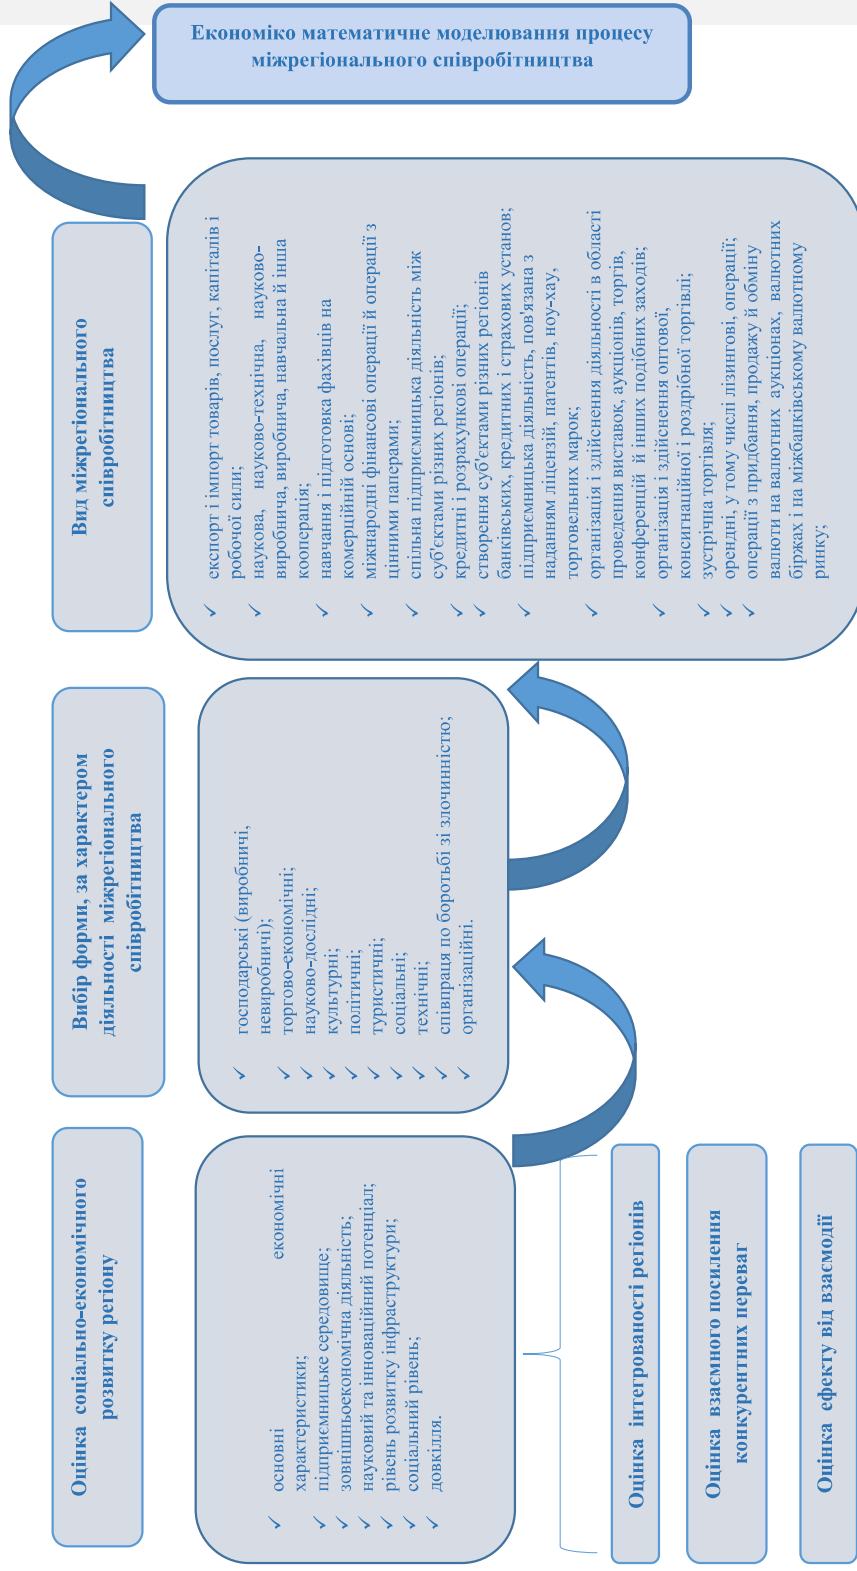 Економіко математичне моделювання процесу
міжрегіонального співробітництва
Оцінка соціально-економічного
розвитку регіону
✓ основні економічні
характеристики;
✓ підприємницьке середовище;
✓ зовнішньоекономічна діяльність;
✓ науковий та інноваційний потенціал;
✓ рівень розвитку інфраструктури;
✓ соціальний рівень;
✓ довкілля.
Оцінка інтегрованості регіонів
Оцінка взаємного посилення
конкурентних переваг
Оцінка ефекту від взаємодії
Вибір форми, за характером
діяльності міжрегіонального
співробітництва
✓ господарські (виробничі,
невиробничі);
✓ торгово-економічні;
✓ науково-дослідні;
✓ культурні;
✓ політичні;
✓ туристичні;
✓ соціальні;
✓ технічні;
✓ співпраця по боротьбі зі злочинністю;
✓ організаційні.
Вид міжрегіонального
співробітництва
✓ експорт і імпорт товарів, послуг, капіталів і
робочої сили;
✓ наукова, науково-технічна, науково-
виробнича, виробнича, навчальна й інша
кооперація;
✓ навчання і підготовка фахівців на
комерційній основі;
✓ міжнародні фінансові операції й операції з
цінними паперами;
✓ спільна підприємницька діяльність між
суб'єктами різних регіонів;
✓ кредитні і розрахункові операції;
✓ створення суб'єктами різних регіонів
банківських, кредитних і страхових установ;
✓ підприємницька діяльність, пов'язана з
наданням ліцензій, патентів, ноу-хау,
торговельних марок;
✓ організація і здійснення діяльності в області
проведення виставок, аукціонів, торгів,
конференцій й інших подібних заходів;
✓ організація і здійснення оптової,
консигнаційної і роздрібної торгівлі;
✓ зустрічна торгівля;
✓ орендні, у тому числі лізингові, операції;
✓ операції з придбання, продажу й обміну
валюти на валютних аукціонах, валютних
біржах і на міжбанківському валютному
ринку;